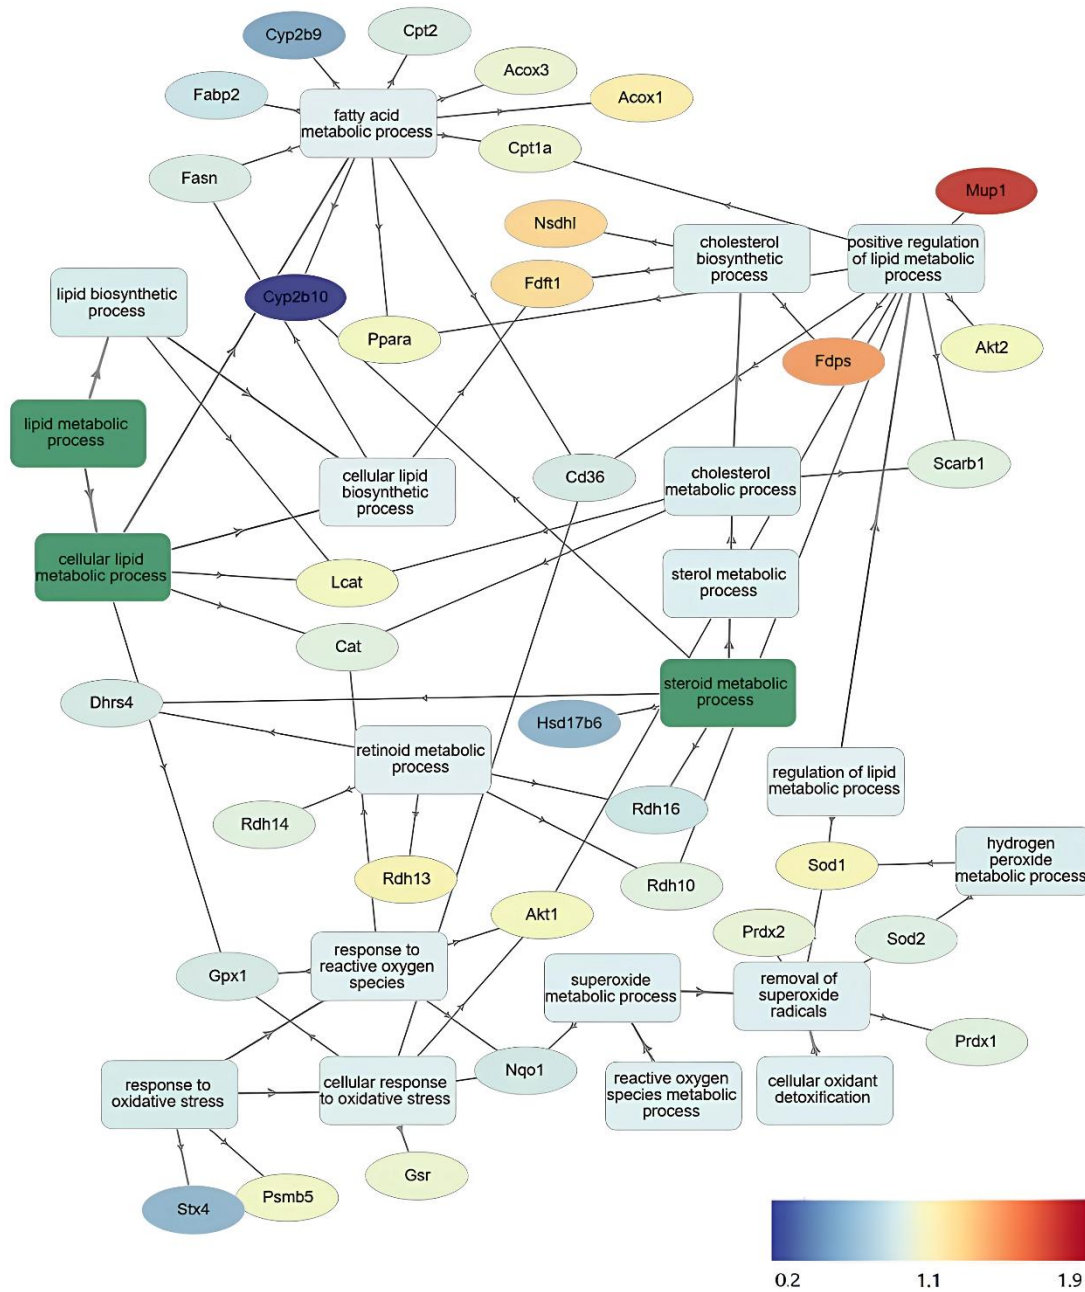 Cyp2b9
Cpt2
Acox3
Fabp2
Acox1
fatty acid
metabolic process
Cpt1a
Fasn
Mup1
Nsdhl
cholesterol
biosynthetic
process
positive regulation
of lipid metabolic
process
lipid biosynthetic
process
Cyp2b10
Fdft1
Ppara
Fdps
Akt2
lipid metabolic
process
cellular lipid
biosynthetic
process
Cd36
cholesterol
metabolic process
Scarb1
cellular lipid
metabolic process
Lcat
sterol metabolic
process
Cat
Dhrs4
steroid metabolic
process
Hsd17b6
retinoid metabolic
process
regulation of lipid
metabolic process
Rdh14
Rdh16
hydrogen
peroxide
metabolic process
Rdh13
Rdh10
Sod1
Akt1
Prdx2
Sod2
response to
reactive oxygen
species
Gpx1
superoxide
metabolic process
removal of
superoxide
radicals
Prdx1
response to
oxidative stress
cellular response
to oxidative stress
Nqo1
reactive oxygen
species metabolic
process
cellular oxidant
detoxification
Gsr
Stx4
Psmb5
0.2
1.1
1.9